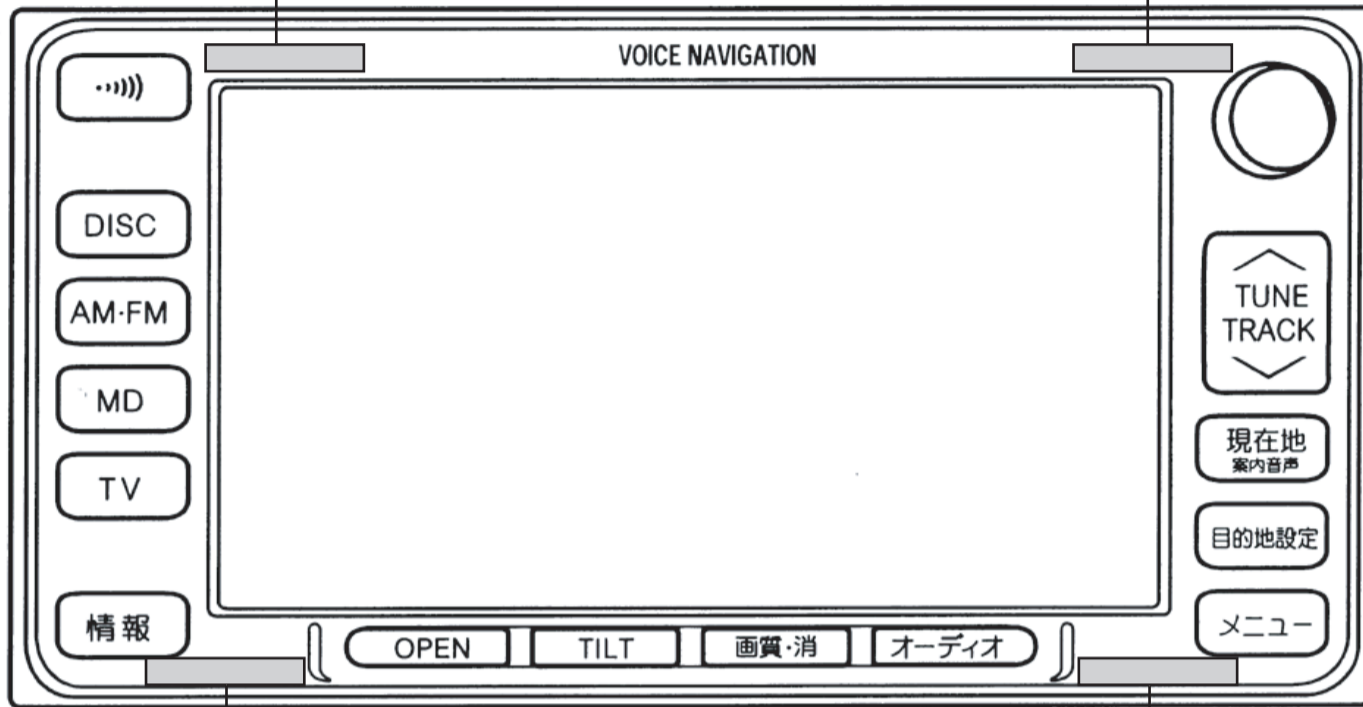 VOICE NAVIGATION
DISC
AM·FM
MD
TV
情報
TUNE
TRACK
現在地
案内音声
目的地設定
メニュー
OPEN
TILT
画質·消
オーディオ